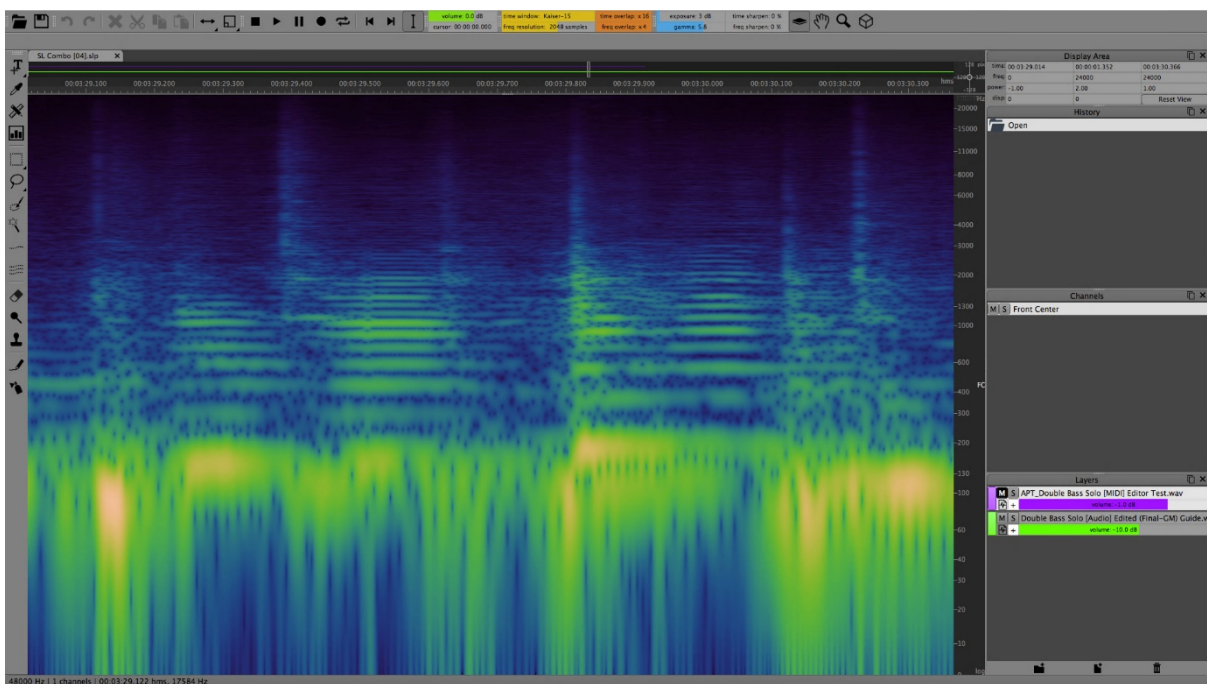 volume: 0.0 dB
cursor: 00:00:00:000
time window: Kaiser-15
freq resolution: 2048 samples
time overlap: x 16
freq overlap: x 4
exposure: 3 dB
gamma: 5.8
time sharpen: 0 %
freq sharpen: 0 %
SL Combo [04].slp
00:03:29.100 00:03:29.200 00:03:29.300 00:03:29.400 00:03:29.500 00:03:29.600 00:03:29.700 00:03:29.800 00:03:29.900 00:03:30.000 00:03:30.100 00:03:30.200 00:03:30.300 hms
Hz
20000
15000
11000
8000
6000
4000
3000
2000
1300
1000
600
400
300
200
130
100
60
40
30
20
10
log
FC
Display Area
time: 00:03:29.014 00:00:01.352 00:03:30.366
freq: 0 24000 24000
power: -1.00 2.00 1.00
disp: 0 0 Reset View
History
Open
Channels
M S Front Center
Layers
M S APT_Double Bass Solo [MIDI] Editor Test.wav
+ volume: -1.0 dB
M S Double Bass Solo [Audio] Edited (Final-GM) Guide.w
+ volume: -10.0 dB
48000 Hz | 1 channels | 00:03:29.122 hms, 17584 Hz